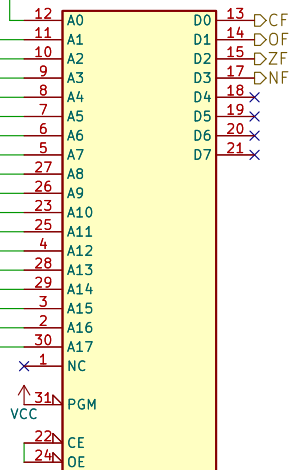 12 A0 D0 13 CF
11 A1 D1 14 OF
10 A2 D2 15 ZF
9 A3 D3 17 NF
8 A4 D4 18
7 A5 D5 19
6 A6 D6 20
5 A7 D7 21
27 A8
26 A9
23 A10
25 A11
4 A12
28 A13
29 A14
3 A15
2 A16
30 A17
1 NC
31 PGM
VCC
22 CE
24 OE